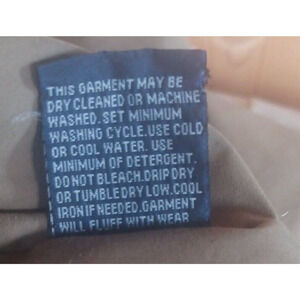 THIS GARMENT MAY BE
DRY CLEANED OR MACHINE
WASHED. SET MINIMUM
WASHING CYCLE. USE COLD
OR COOL WATER. USE
MINIMUM OF DETERGENT.
DO NOT BLEACH. DRIP DRY
OR TUMBLE DRY LOW. COOL
IRON IF NEEDED. GARMENT
WILL FLUFF WITH WEAR